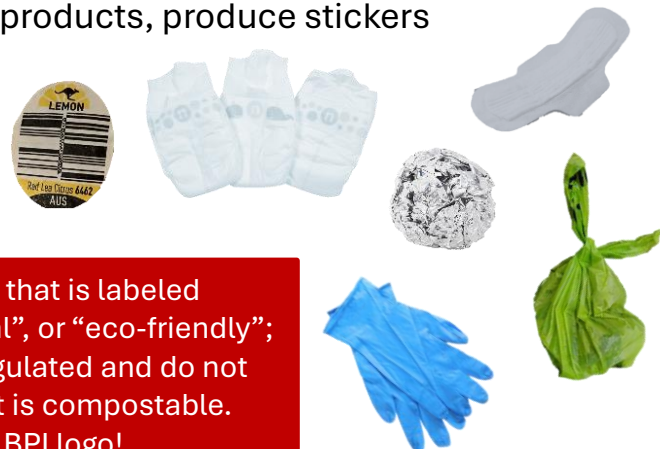 products, produce stickers
LEMON
Red Lea Citrus 6462
AUS
that is labeled
or “eco-friendly”;
and do not
is compostable.
BPI logo!